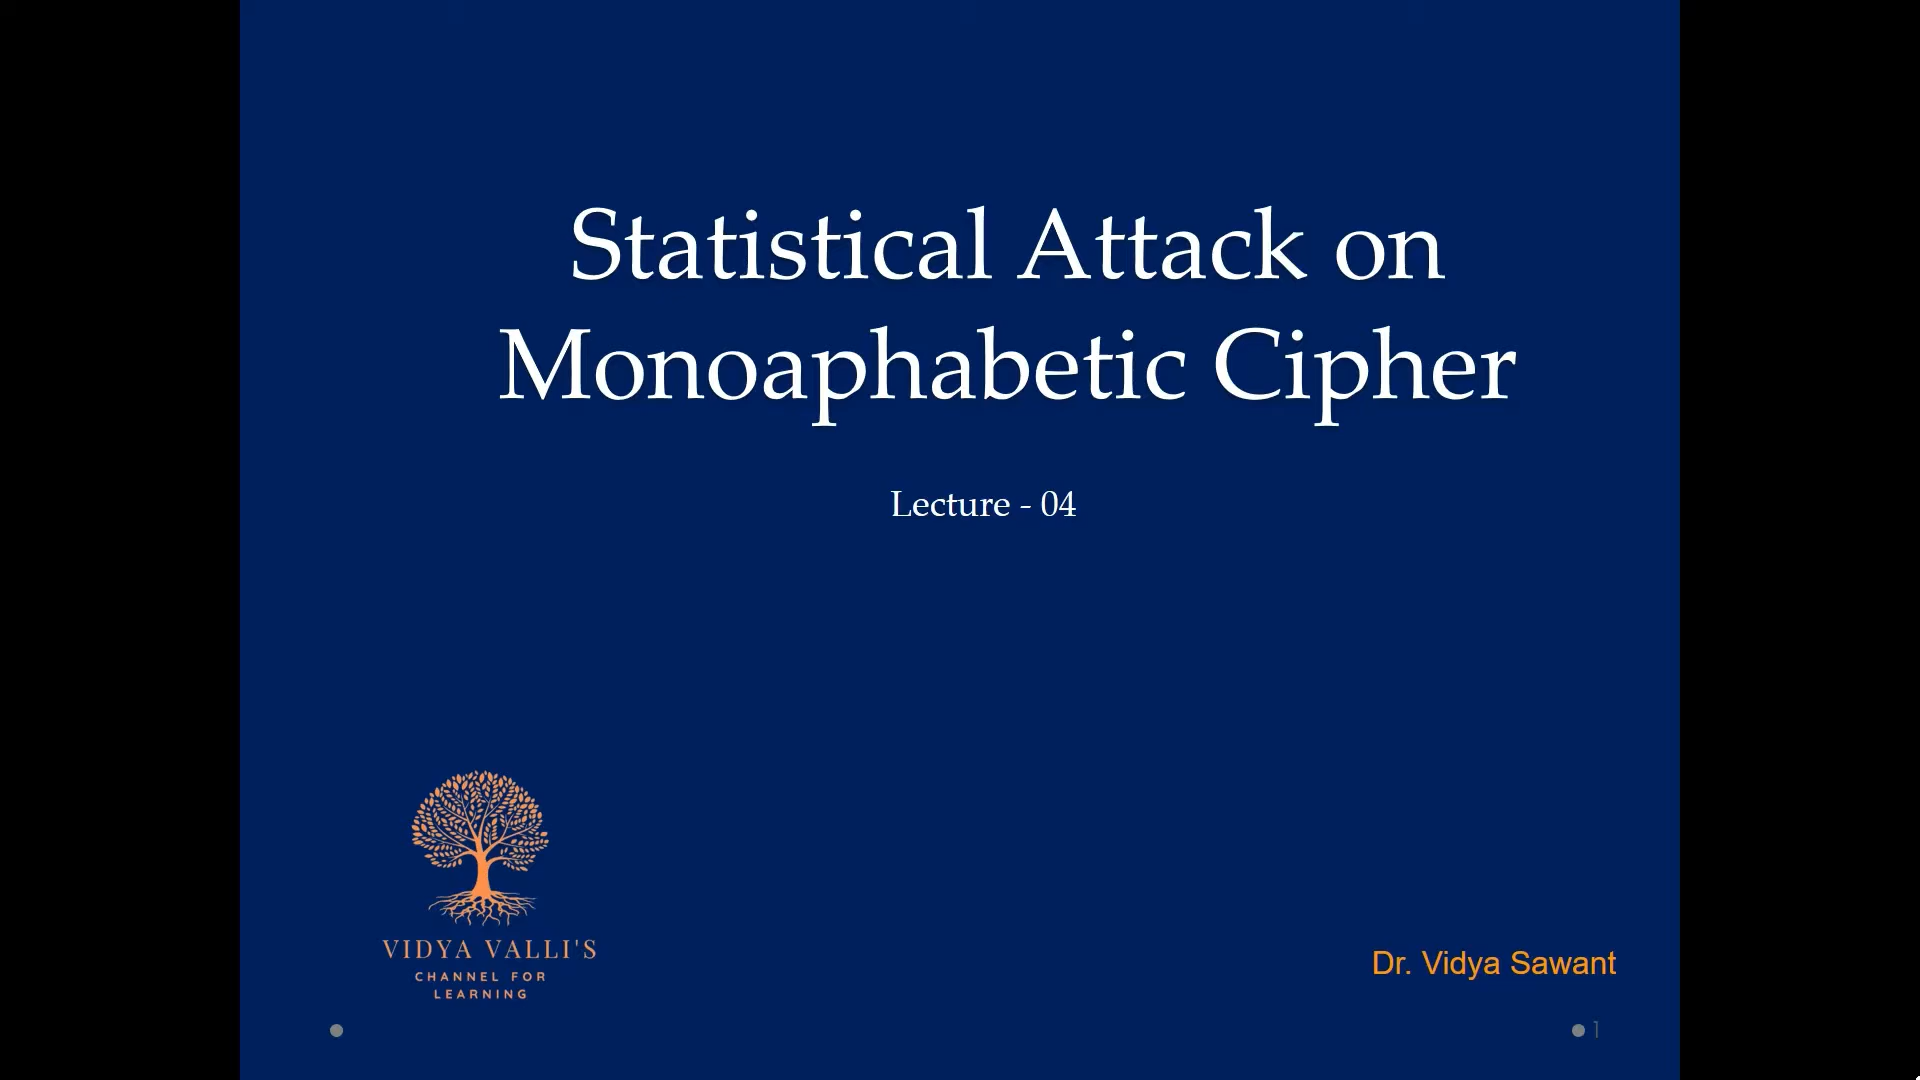 Statistical Attack on
Monoaphabetic Cipher
Lecture - 04
VIDYA VALLI'S
CHANNEL FOR
LEARNING
Dr. Vidya Sawant
1